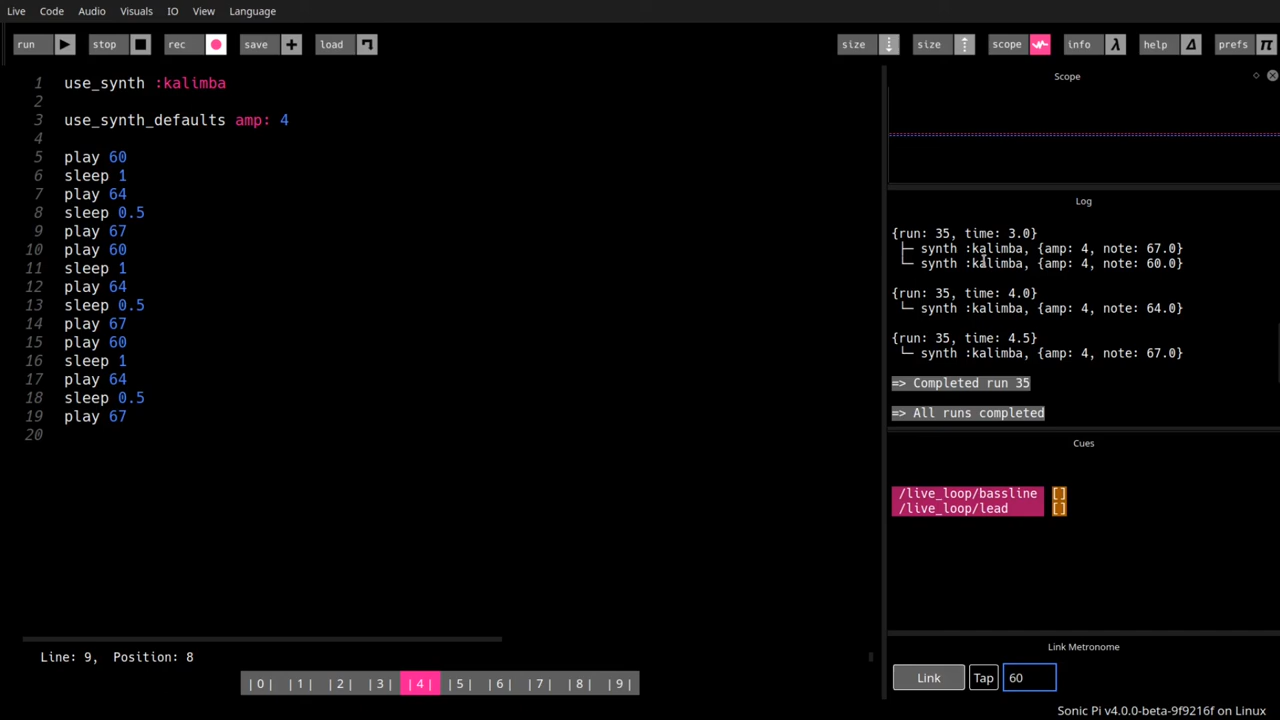 Live Code Audio Visuals IO View Language
run stop rec save load size size scope info λ help prefs π
Scope
1 use_synth :kalimba
2
3 use_synth_defaults amp: 4
4
5 play 60
6 sleep 1
7 play 64
8 sleep 0.5
9 play 67
10 play 60
11 sleep 1
12 play 64
13 sleep 0.5
14 play 67
15 play 60
16 sleep 1
17 play 64
18 sleep 0.5
19 play 67
20
Log
{run: 35, time: 3.0}
├─ synth :kalimba, {amp: 4, note: 67.0}
└─ synth :kalimba, {amp: 4, note: 60.0}
{run: 35, time: 4.0}
└─ synth :kalimba, {amp: 4, note: 64.0}
{run: 35, time: 4.5}
└─ synth :kalimba, {amp: 4, note: 67.0}
=> Completed run 35
=> All runs completed
Cues
/live_loop/bassline []
/live_loop/lead []
Link Metronome
Link Tap 60
Line: 9, Position: 8
|0| |1| |2| |3| |4| |5| |6| |7| |8| |9|
Sonic Pi v4.0.0-beta-9f9216f on Linux